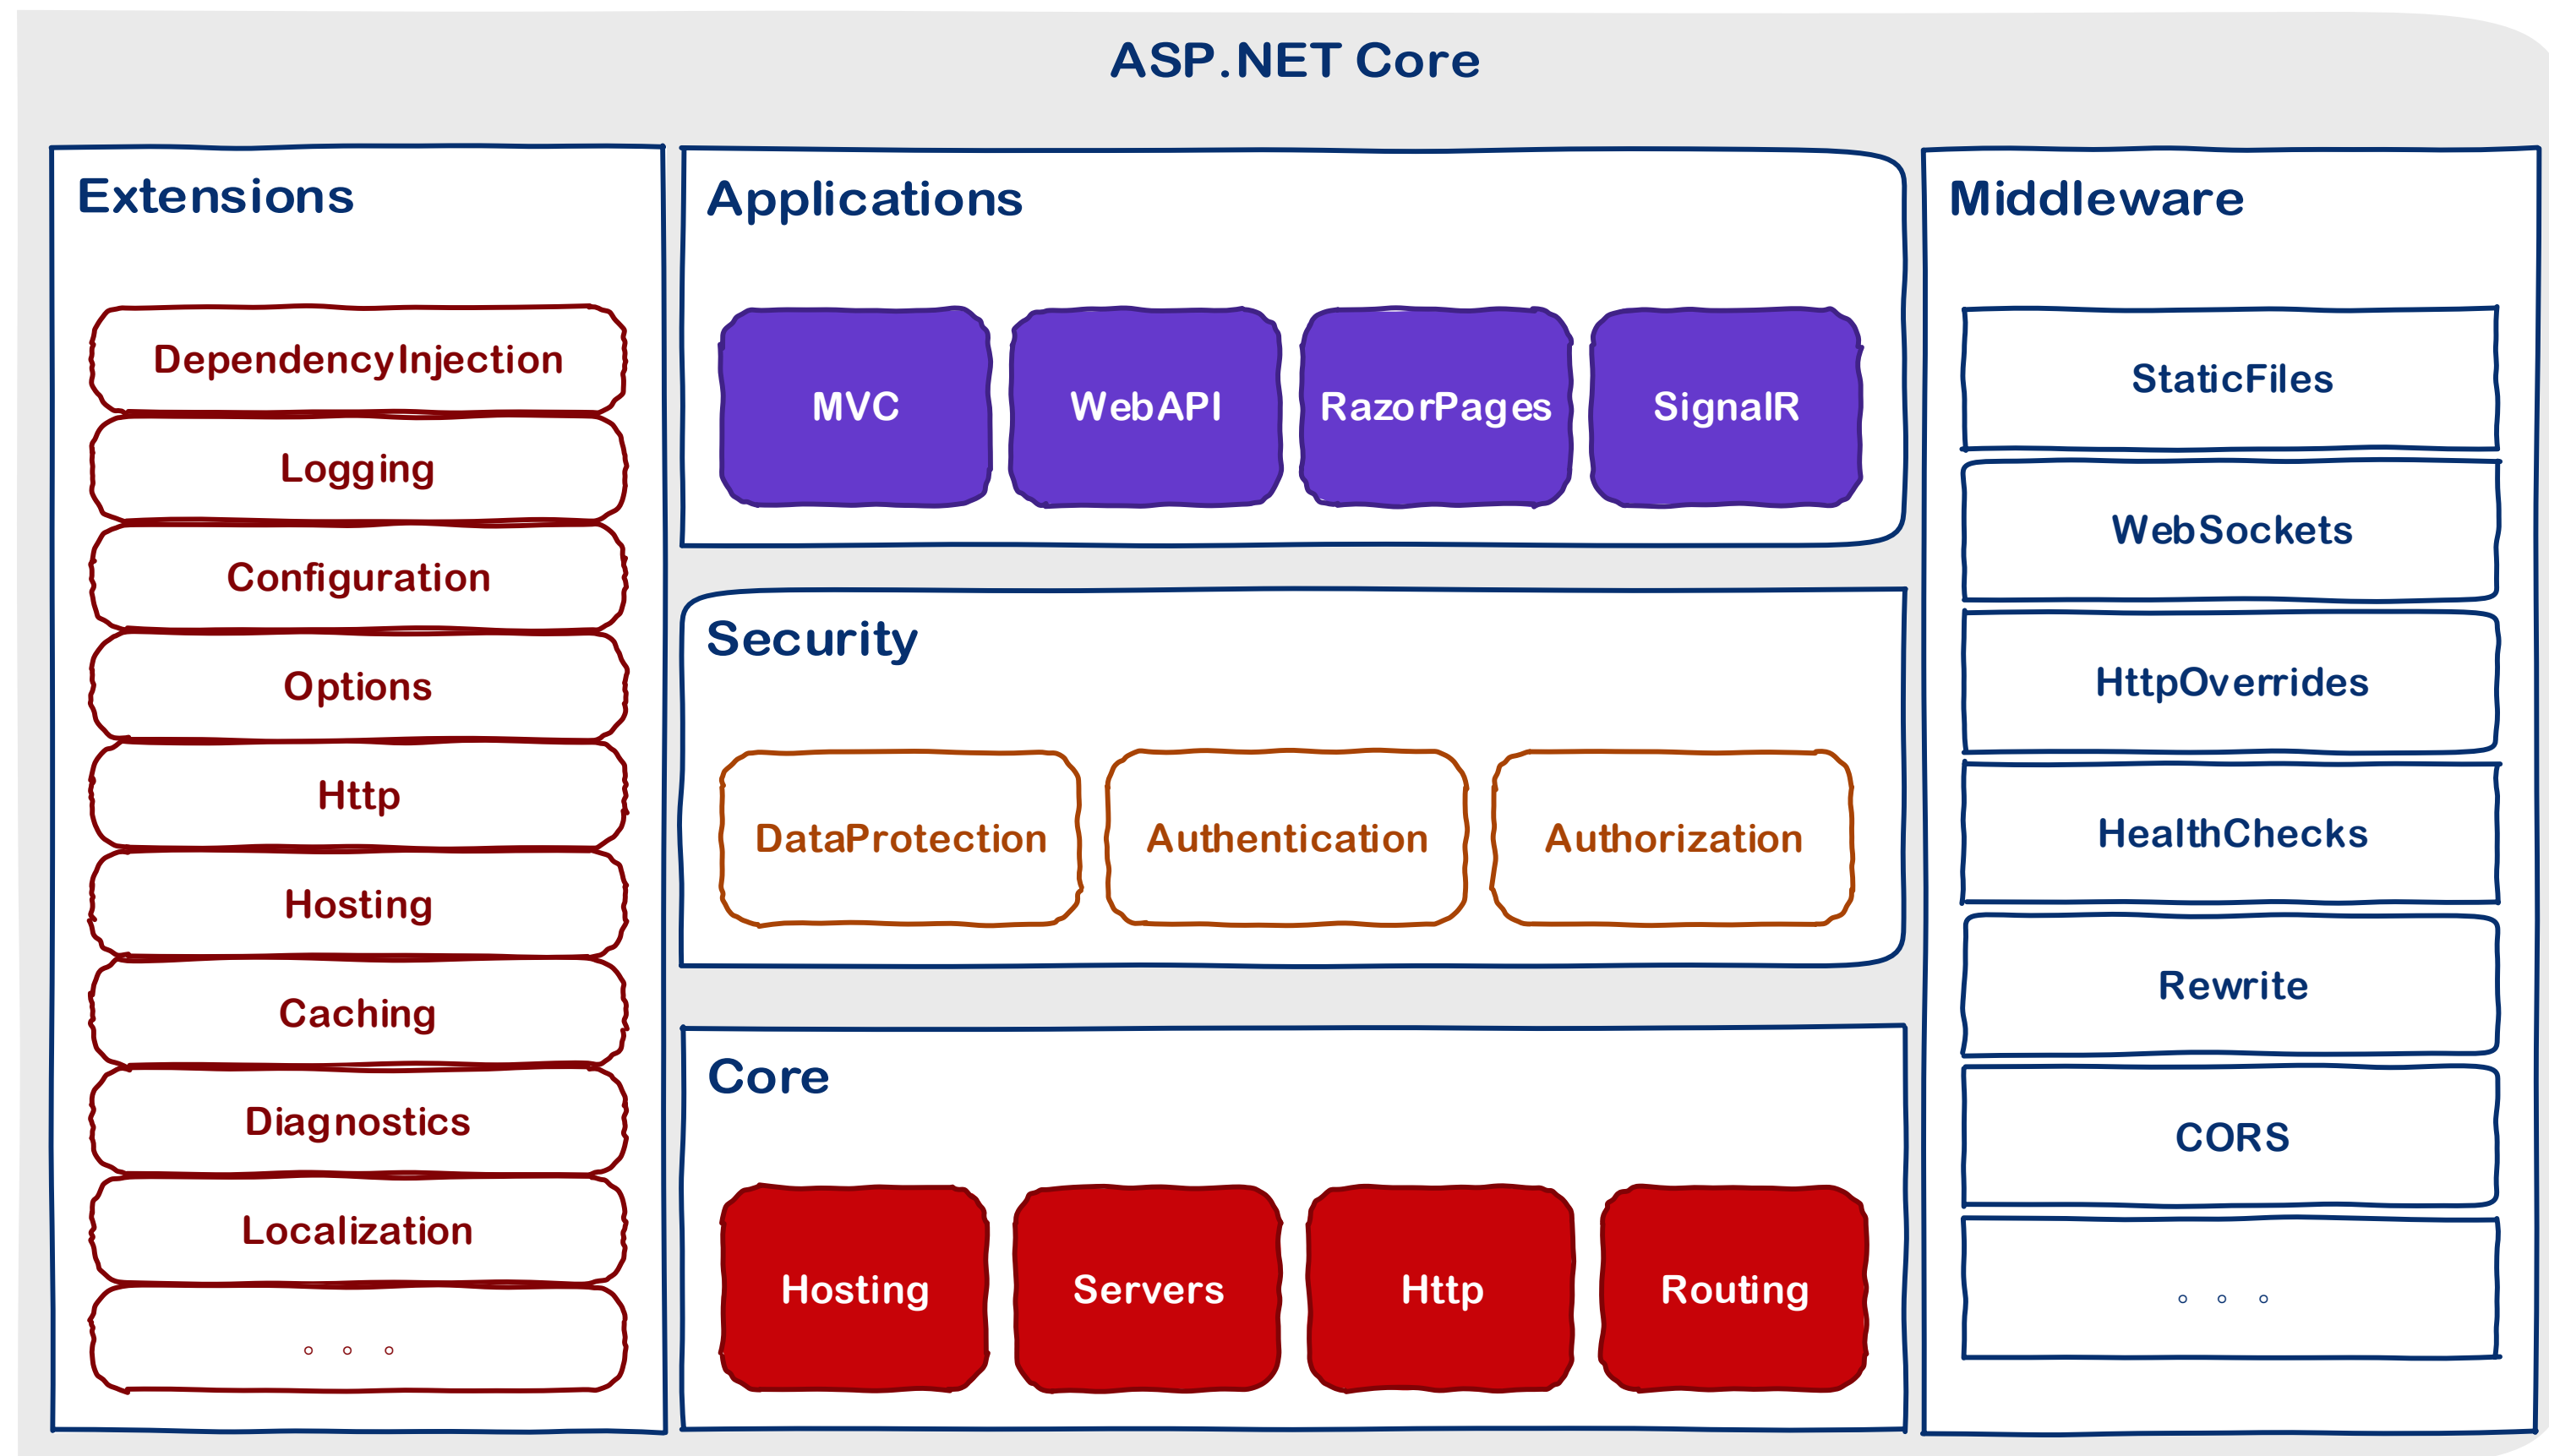 ASP.NET Core
Extensions
DependencyInjection
Logging
Configuration
Options
Http
Hosting
Caching
Diagnostics
Localization
。。。
Applications
MVC
WebAPI
RazorPages
SignalR
Security
DataProtection
Authentication
Authorization
Core
Hosting
Servers
Http
Routing
Middleware
StaticFiles
WebSockets
HttpOverrides
HealthChecks
Rewrite
CORS
。。。